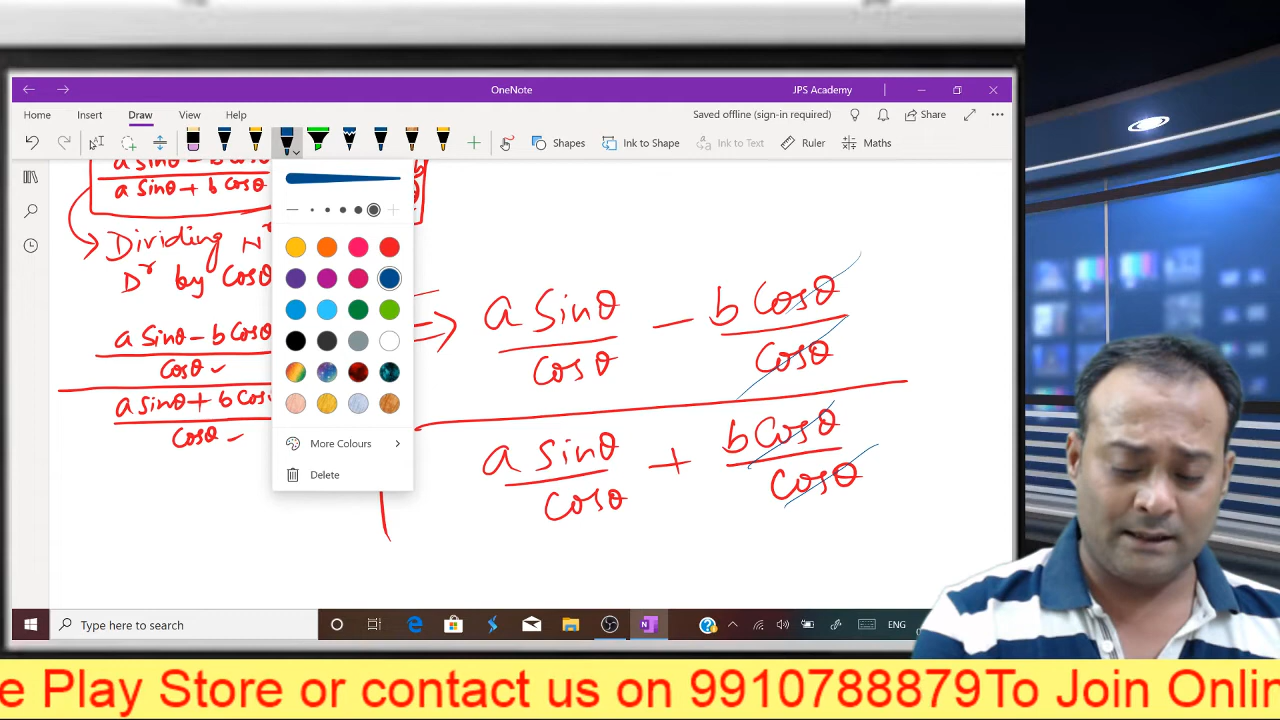 OneNote
JPS Academy
Home Insert Draw View Help
Saved offline (sign-in required)
Share
Shapes
Ink to Shape
Ink to Text
Ruler
Maths
a Sinθ + b Cosθ
Dividing Nʳ
Dʳ by Cosθ
a Sinθ - b Cosθ
Cosθ ✓
a Sinθ + b Cos
Cosθ ✓
⇒ a Sinθ - b Cosθ
Cosθ Cosθ
a Sinθ + b Cosθ
Cosθ Cosθ
More Colours
Delete
Type here to search
ENG
e Play Store or contact us on 9910788879To Join Onlin